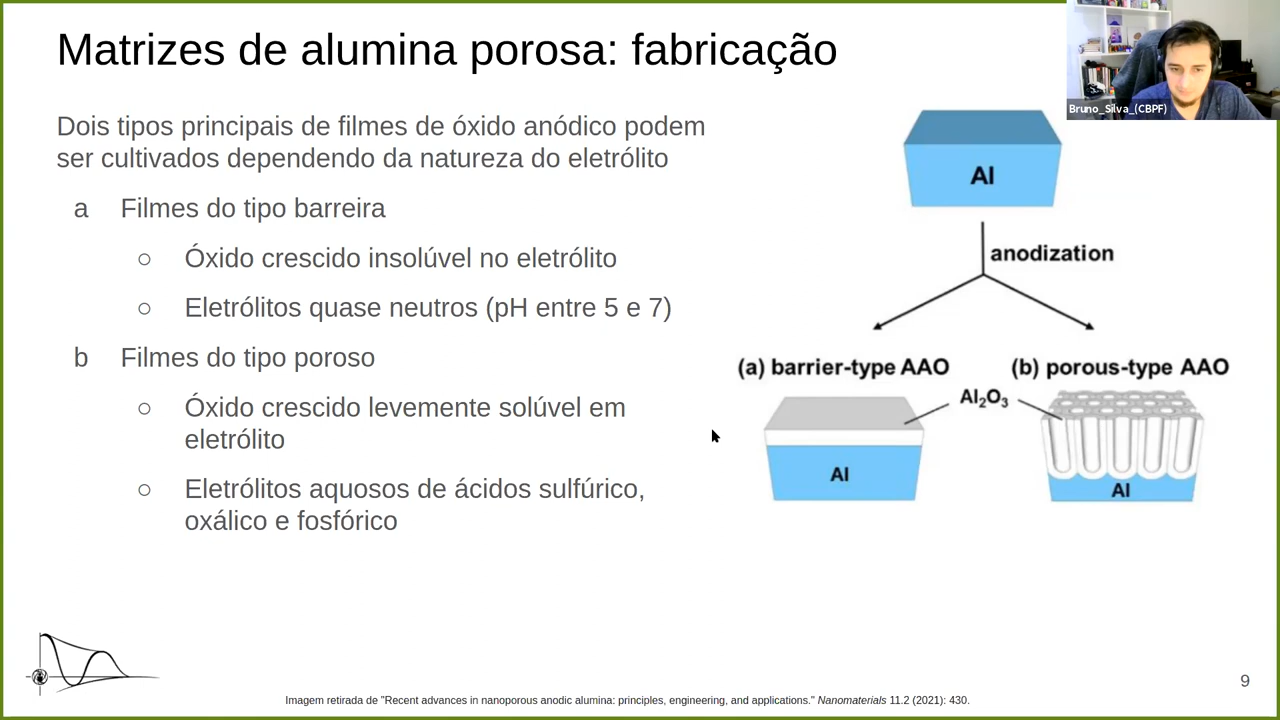 Matrizes de alumina porosa: fabricação
Bruno_Silva_(CBPF)
Dois tipos principais de filmes de óxido anódico podem
ser cultivados dependendo da natureza do eletrólito
a Filmes do tipo barreira
○ Óxido crescido insolúvel no eletrólito
○ Eletrólitos quase neutros (pH entre 5 e 7)
b Filmes do tipo poroso
○ Óxido crescido levemente solúvel em
eletrólito
○ Eletrólitos aquosos de ácidos sulfúrico,
oxálico e fosfórico
Al
anodization
(a) barrier-type AAO
(b) porous-type AAO
Al₂O₃
Al
Al
9
Imagem retirada de "Recent advances in nanoporous anodic alumina: principles, engineering, and applications." Nanomaterials 11.2 (2021): 430.